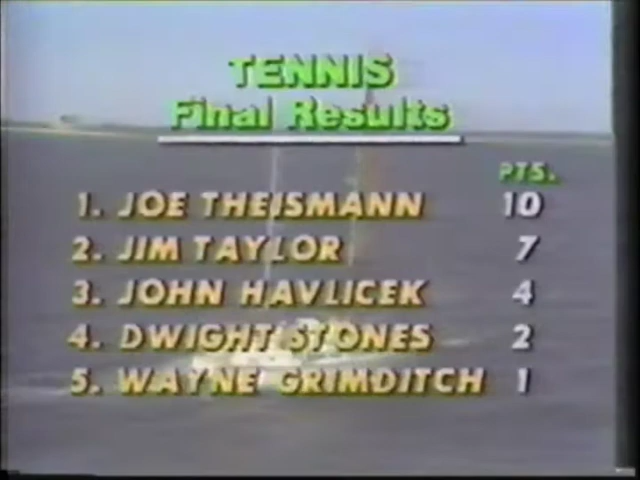 TENNIS
Final Results
PTS.
1. JOE THEISMANN 10
2. JIM TAYLOR 7
3. JOHN HAVLICEK 4
4. DWIGHT STONES 2
5. WAYNE GRIMDITCH 1